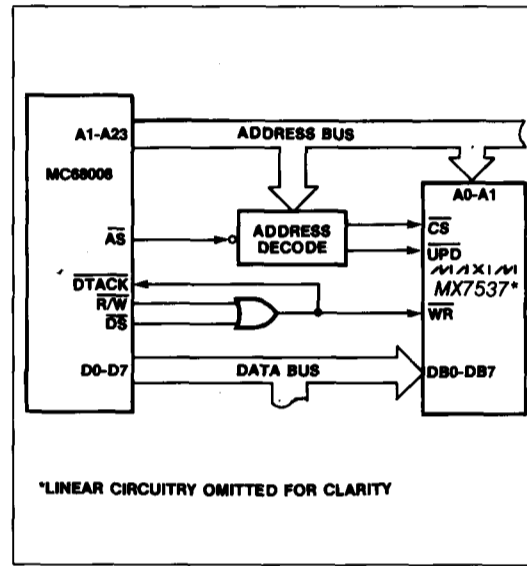 A1-A23
ADDRESS BUS
MC68008
A0-A1
AS
ADDRESS
DECODE
CS
UPD
MAXIM
MX7537*
DTACK
R/W
DS
WR
D0-D7
DATA BUS
DB0-DB7
*LINEAR CIRCUITRY OMITTED FOR CLARITY